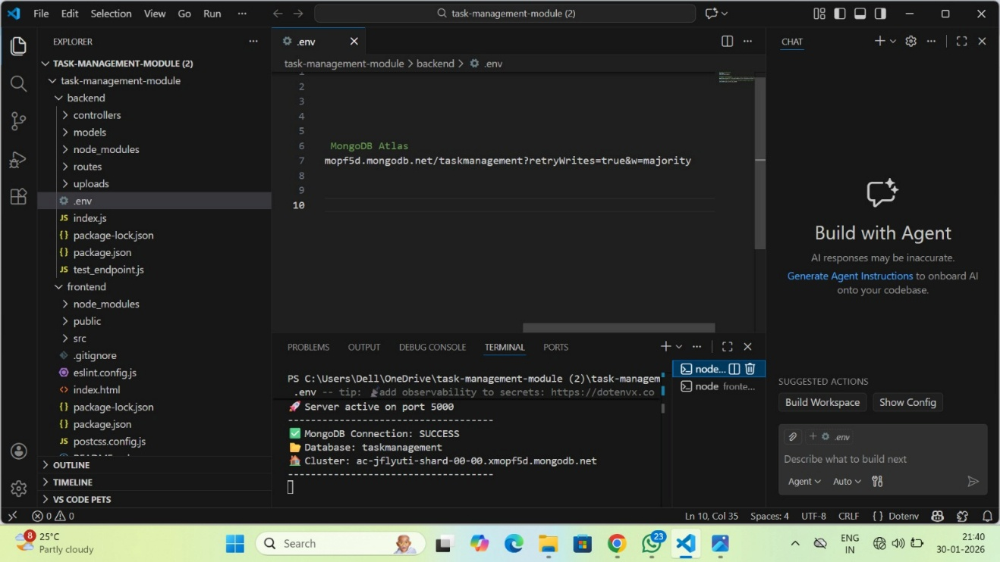 File Edit Selection View Go Run ··· task-management-module (2)
EXPLORER
TASK-MANAGEMENT-MODULE (2)
task-management-module
backend
controllers
models
node_modules
routes
uploads
.env
JS index.js
{} package-lock.json
{} package.json
JS test_endpoint.js
frontend
node_modules
public
src
.gitignore
eslint.config.js
<> index.html
{} package-lock.json
{} package.json
JS postcss.config.js
OUTLINE
TIMELINE
VS CODE PETS
.env
task-management-module > backend > .env
1
2
3
4
5
6 MongoDB Atlas
7 mopf5d.mongodb.net/taskmanagement?retryWrites=true&w=majority
8
9
10
PROBLEMS OUTPUT DEBUG CONSOLE TERMINAL PORTS
PS C:\Users\Dell\OneDrive\task-management-module (2)\task-managem
.env -- tip: add observability to secrets: https://dotenvx.co
🚀 Server active on port 5000
-----------------------------------
✅ MongoDB Connection: SUCCESS
📂 Database: taskmanagement
🏠 Cluster: ac-jflyuti-shard-00-00.xmopf5d.mongodb.net
-----------------------------------
node...
node fronte...
CHAT
Build with Agent
AI responses may be inaccurate.
Generate Agent Instructions to onboard AI
onto your codebase.
SUGGESTED ACTIONS
Build Workspace Show Config
+ .env
Describe what to build next
Agent Auto
0 0 Ln 10, Col 35 Spaces: 4 UTF-8 CRLF {} Dotenv
8
25°C
Partly cloudy
Search
23
ENG
IN
21:40
30-01-2026